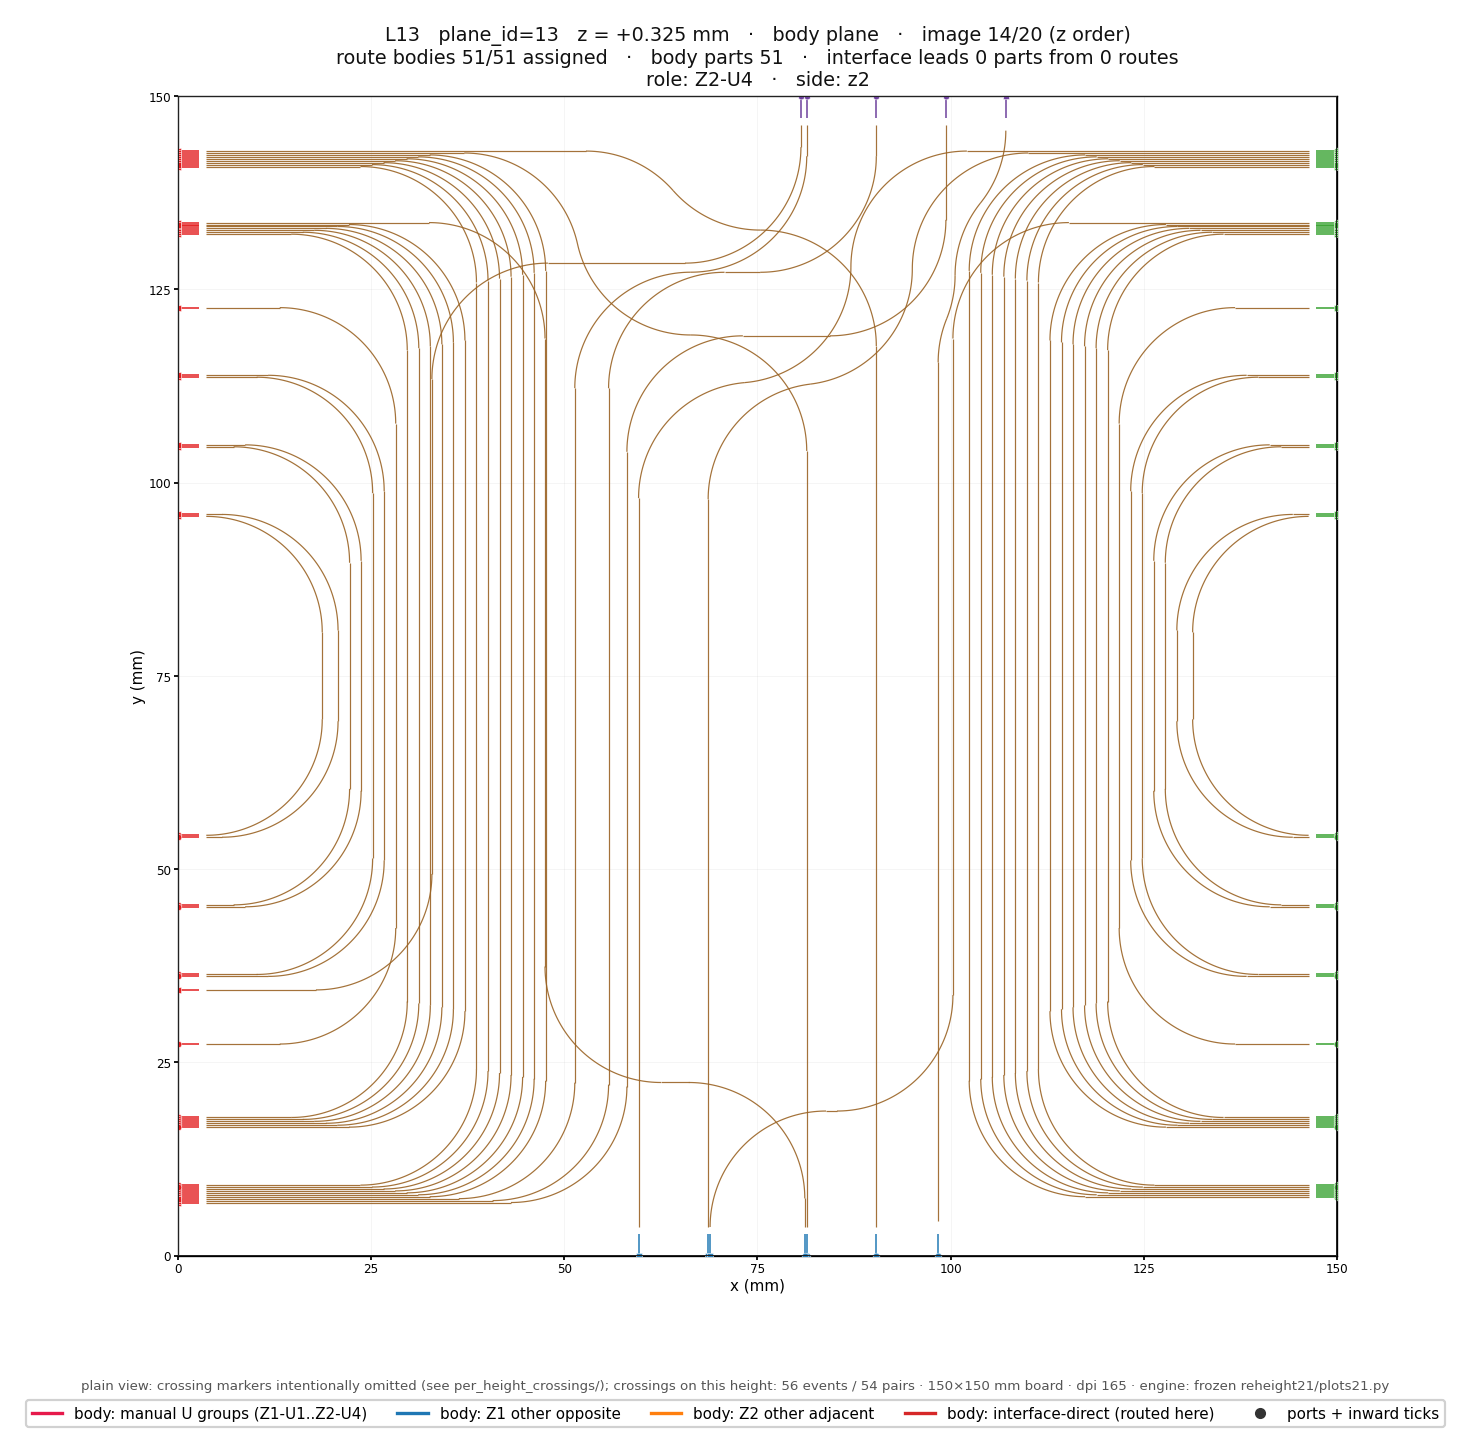 L13   plane_id=13   z = +0.325 mm   ·   body plane   ·   image 14/20 (z order)
route bodies 51/51 assigned   ·   body parts 51   ·   interface leads 0 parts from 0 routes
role: Z2-U4   ·   side: z2
150
125
100
75
50
25
0
y (mm)
0 25 50 75 100 125 150
x (mm)
plain view: crossing markers intentionally omitted (see per_height_crossings/); crossings on this height: 56 events / 54 pairs · 150×150 mm board · dpi 165 · engine: frozen reheight21/plots21.py
body: manual U groups (Z1-U1..Z2-U4) body: Z1 other opposite body: Z2 other adjacent body: interface-direct (routed here) ports + inward ticks